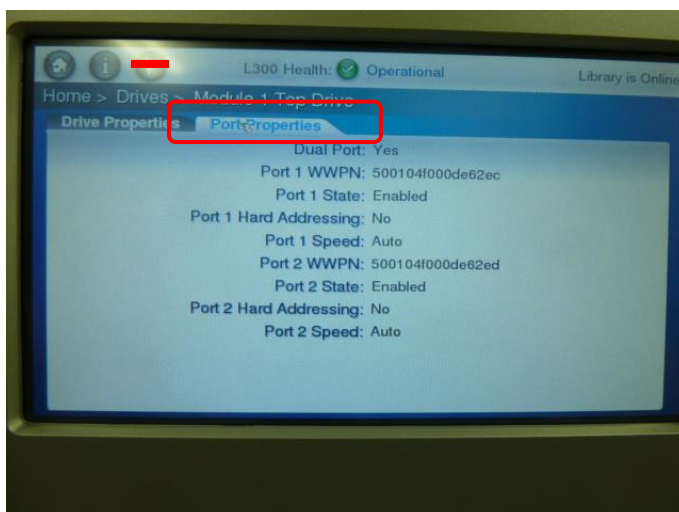 L300 Health: Operational
Library is Online
Home > Drives > Module 1 Top Drive
Drive Properties
Port Properties
Dual Port: Yes
Port 1 WWPN: 500104f000de62ec
Port 1 State: Enabled
Port 1 Hard Addressing: No
Port 1 Speed: Auto
Port 2 WWPN: 500104f000de62ed
Port 2 State: Enabled
Port 2 Hard Addressing: No
Port 2 Speed: Auto